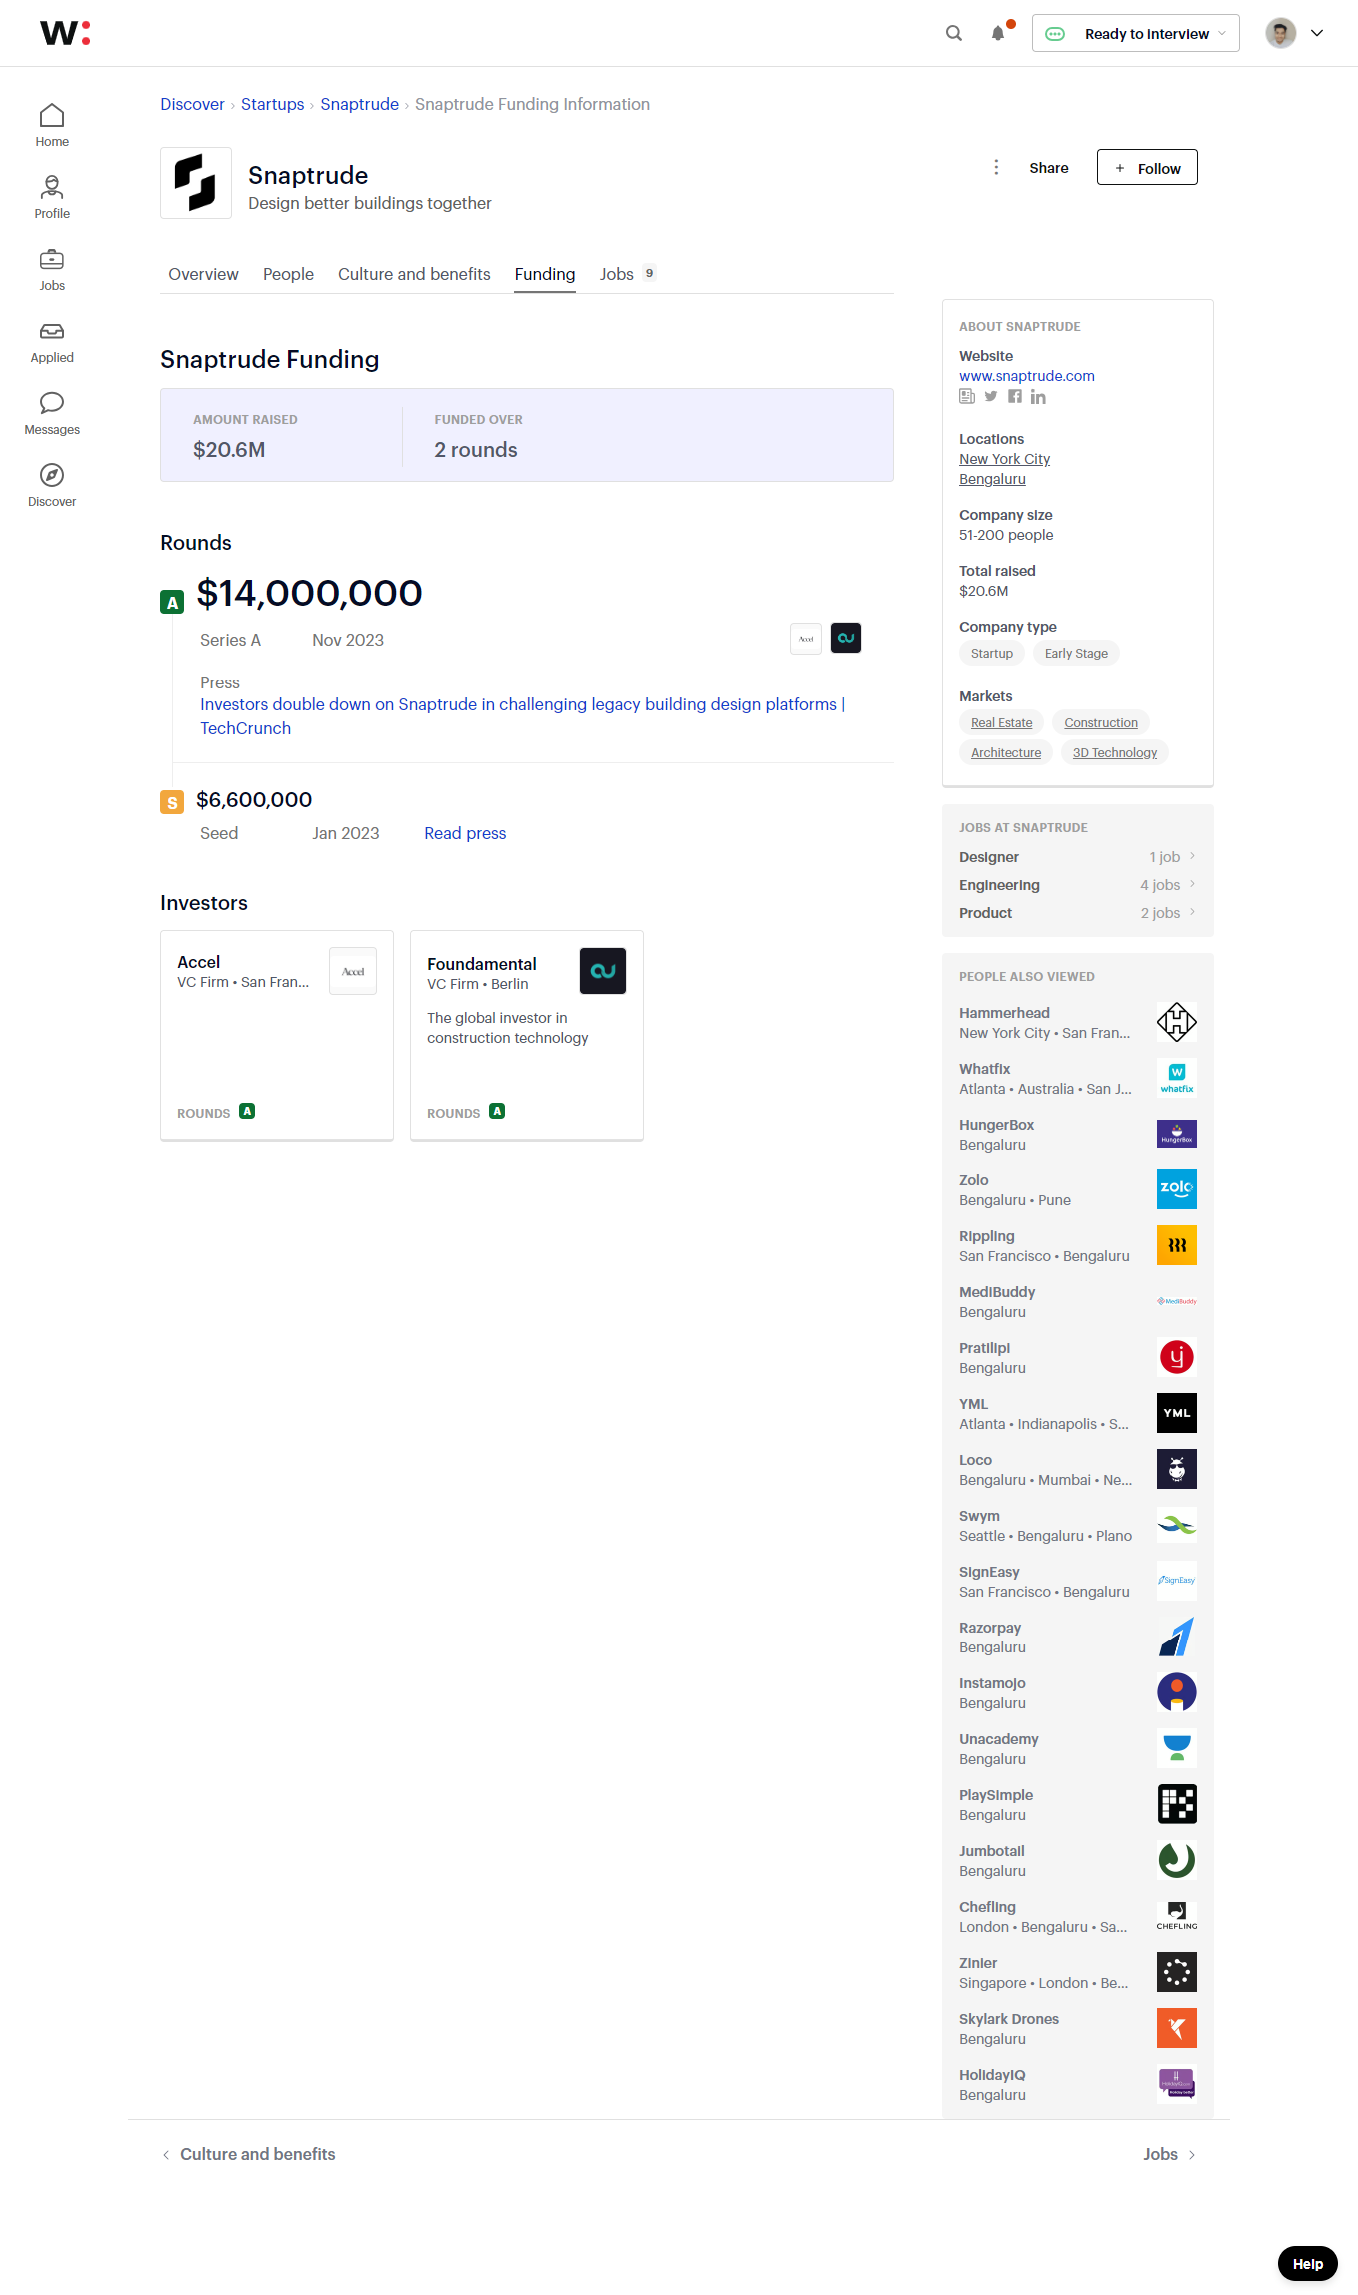 W:
Ready to interview
Home
Profile
Jobs
Applied
Messages
Discover
Discover › Startups › Snaptrude › Snaptrude Funding Information
Snaptrude
Design better buildings together
Share
+ Follow
Overview
People
Culture and benefits
Funding
Jobs 9
Snaptrude Funding
AMOUNT RAISED
$20.6M
FUNDED OVER
2 rounds
Rounds
A $14,000,000
Series A Nov 2023
Accel
Press
Investors double down on Snaptrude in challenging legacy building design platforms |
TechCrunch
S $6,600,000
Seed Jan 2023 Read press
Investors
Accel
VC Firm • San Fran...
Accel
ROUNDS A
Foundamental
VC Firm • Berlin
The global investor in
construction technology
ROUNDS A
ABOUT SNAPTRUDE
Website
www.snaptrude.com
Locations
New York City
Bengaluru
Company size
51-200 people
Total raised
$20.6M
Company type
Startup Early Stage
Markets
Real Estate Construction
Architecture 3D Technology
JOBS AT SNAPTRUDE
Designer 1 job
Engineering 4 jobs
Product 2 jobs
PEOPLE ALSO VIEWED
Hammerhead
New York City • San Fran...
Whatfix
Atlanta • Australia • San J...
W
whatfix
HungerBox
Bengaluru
HungerBox
Zolo
Bengaluru • Pune
zolo
Rippling
San Francisco • Bengaluru
MediBuddy
Bengaluru
MediBuddy
Pratilipi
Bengaluru
YML
Atlanta • Indianapolis • S...
YML
Loco
Bengaluru • Mumbai • Ne...
Swym
Seattle • Bengaluru • Plano
SignEasy
San Francisco • Bengaluru
SignEasy
Razorpay
Bengaluru
Instamojo
Bengaluru
Unacademy
Bengaluru
PlaySimple
Bengaluru
Jumbotail
Bengaluru
Chefling
London • Bengaluru • Sa...
CHEFLING
Zinier
Singapore • London • Be...
Skylark Drones
Bengaluru
HolidayIQ
Bengaluru
Culture and benefits
Jobs
Help